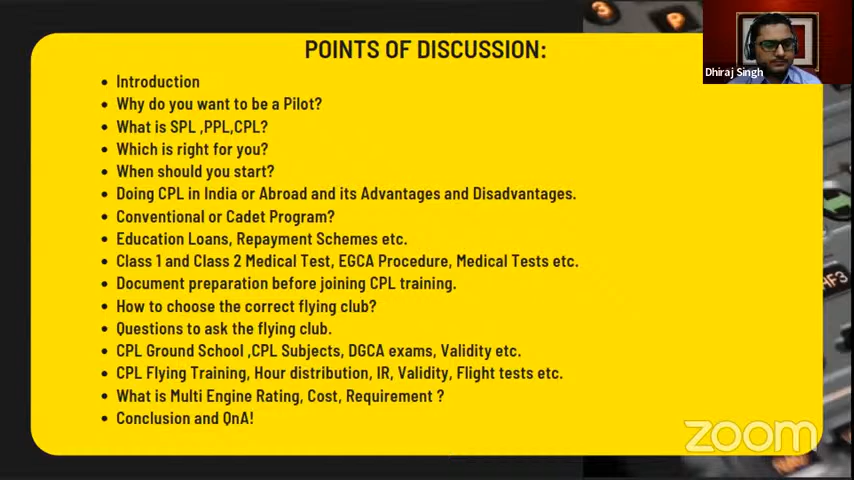 POINTS OF DISCUSSION:
Dhiraj Singh
• Introduction
• Why do you want to be a Pilot?
• What is SPL ,PPL,CPL?
• Which is right for you?
• When should you start?
• Doing CPL in India or Abroad and its Advantages and Disadvantages.
• Conventional or Cadet Program?
• Education Loans, Repayment Schemes etc.
• Class 1 and Class 2 Medical Test, EGCA Procedure, Medical Tests etc.
• Document preparation before joining CPL training.
• How to choose the correct flying club?
• Questions to ask the flying club.
• CPL Ground School ,CPL Subjects, DGCA exams, Validity etc.
• CPL Flying Training, Hour distribution, IR, Validity, Flight tests etc.
• What is Multi Engine Rating, Cost, Requirement ?
• Conclusion and QnA!
HF3
zoom